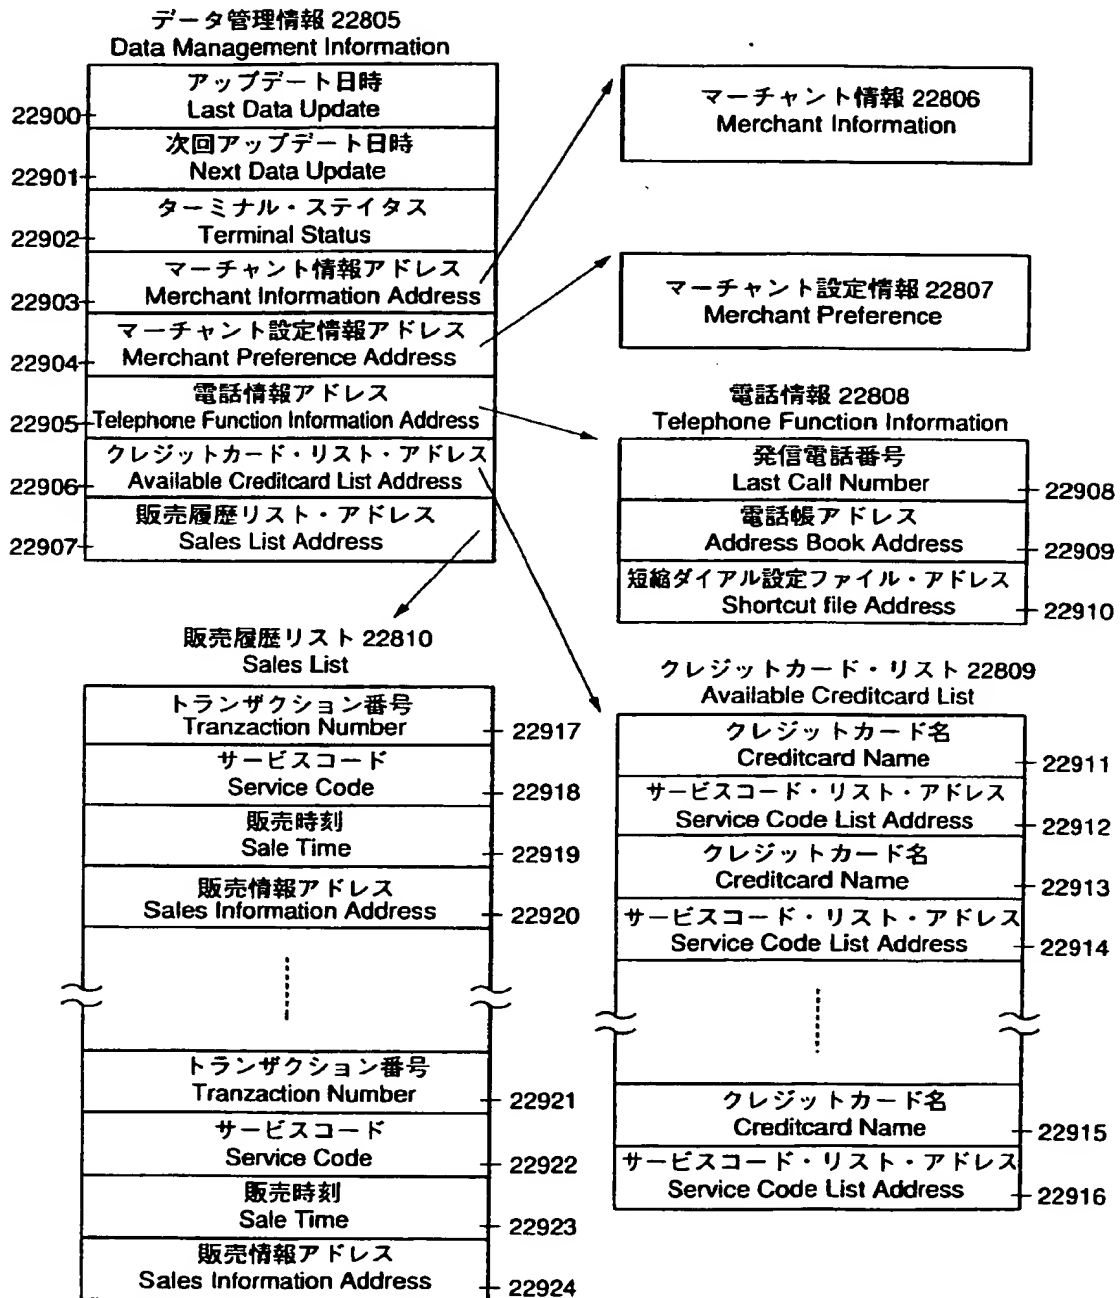 データ管理情報 22805
Data Management Information
アップデート日時
Last Data Update
22900
次回アップデート日時
Next Data Update
22901
ターミナル・ステイタス
Terminal Status
22902
マーチャント情報アドレス
Merchant Information Address
22903
マーチャント設定情報アドレス
Merchant Preference Address
22904
電話情報アドレス
Telephone Function Information Address
22905
クレジットカード・リスト・アドレス
Available Creditcard List Address
22906
販売履歴リスト・アドレス
Sales List Address
22907
マーチャント情報 22806
Merchant Information
マーチャント設定情報 22807
Merchant Preference
電話情報 22808
Telephone Function Information
発信電話番号
Last Call Number
22908
電話帳アドレス
Address Book Address
22909
短縮ダイアル設定ファイル・アドレス
Shortcut file Address
22910
販売履歴リスト 22810
Sales List
トランザクション番号
Tranzaction Number
22917
サービスコード
Service Code
22918
販売時刻
Sale Time
22919
販売情報アドレス
Sales Information Address
22920
トランザクション番号
Tranzaction Number
22921
サービスコード
Service Code
22922
販売時刻
Sale Time
22923
販売情報アドレス
Sales Information Address
22924
クレジットカード・リスト 22809
Available Creditcard List
クレジットカード名
Creditcard Name
22911
サービスコード・リスト・アドレス
Service Code List Address
22912
クレジットカード名
Creditcard Name
22913
サービスコード・リスト・アドレス
Service Code List Address
22914
クレジットカード名
Creditcard Name
22915
サービスコード・リスト・アドレス
Service Code List Address
22916